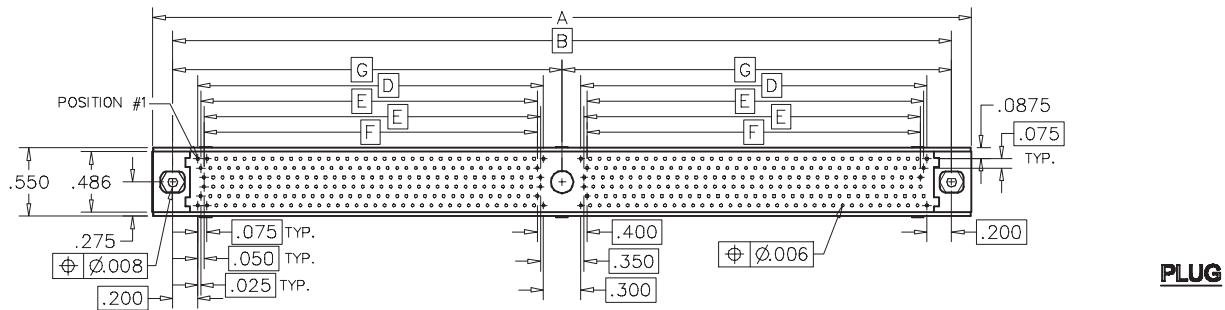 A
B
G G
D D
E E
E E
F F
POSITION #1
.0875
.075
TYP.
.550 .486
.275
⌖ Ø.008
.200
.075 TYP.
.050 TYP.
.025 TYP.
.400
.350
.300
⌖ Ø.006
.200
PLUG